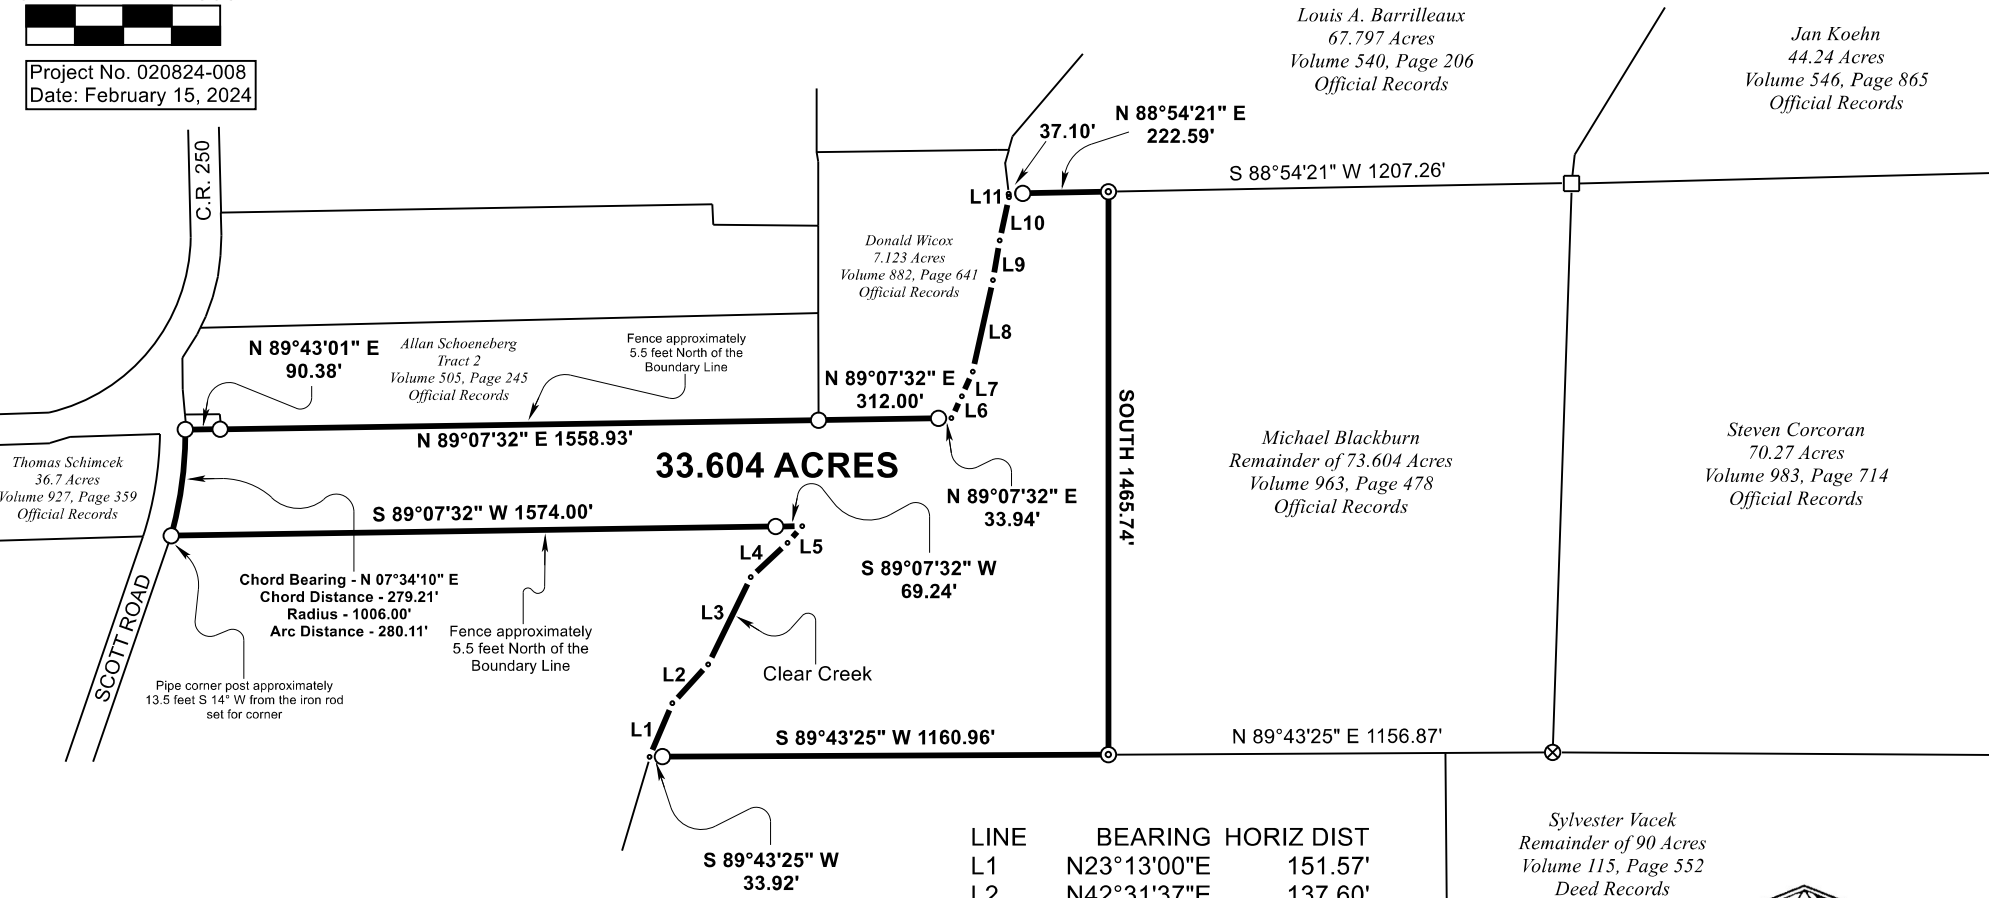 Project No. 020824-008
Date: February 15, 2024
Louis A. Barrilleaux
67.797 Acres
Volume 540, Page 206
Official Records
Jan Koehn
44.24 Acres
Volume 546, Page 865
Official Records
C.R. 250
N 88°54'21" E
222.59'
37.10'
S 88°54'21" W 1207.26'
L11
L10
L9
L8
L7
L6
Donald Wicox
7.123 Acres
Volume 882, Page 641
Official Records
N 89°43'01" E
90.38'
Allan Schoeneberg
Tract 2
Volume 505, Page 245
Official Records
Fence approximately
5.5 feet North of the
Boundary Line
N 89°07'32" E
312.00'
N 89°07'32" E 1558.93'
33.604 ACRES
SOUTH 1465.74'
Michael Blackburn
Remainder of 73.604 Acres
Volume 963, Page 478
Official Records
Steven Corcoran
70.27 Acres
Volume 983, Page 714
Official Records
Thomas Schimcek
36.7 Acres
Volume 927, Page 359
Official Records
N 89°07'32" E
33.94'
S 89°07'32" W 1574.00'
L5
L4
L3
L2
L1
S 89°07'32" W
69.24'
Chord Bearing - N 07°34'10" E
Chord Distance - 279.21'
Radius - 1006.00'
Arc Distance - 280.11'
Fence approximately
5.5 feet North of the
Boundary Line
SCOTT ROAD
Pipe corner post approximately
13.5 feet S 14° W from the iron rod
set for corner
Clear Creek
S 89°43'25" W 1160.96'
N 89°43'25" E 1156.87'
S 89°43'25" W
33.92'
LINE BEARING HORIZ DIST
L1 N23°13'00"E 151.57'
L2 N42°31'37"E 137.60'
Sylvester Vacek
Remainder of 90 Acres
Volume 115, Page 552
Deed Records